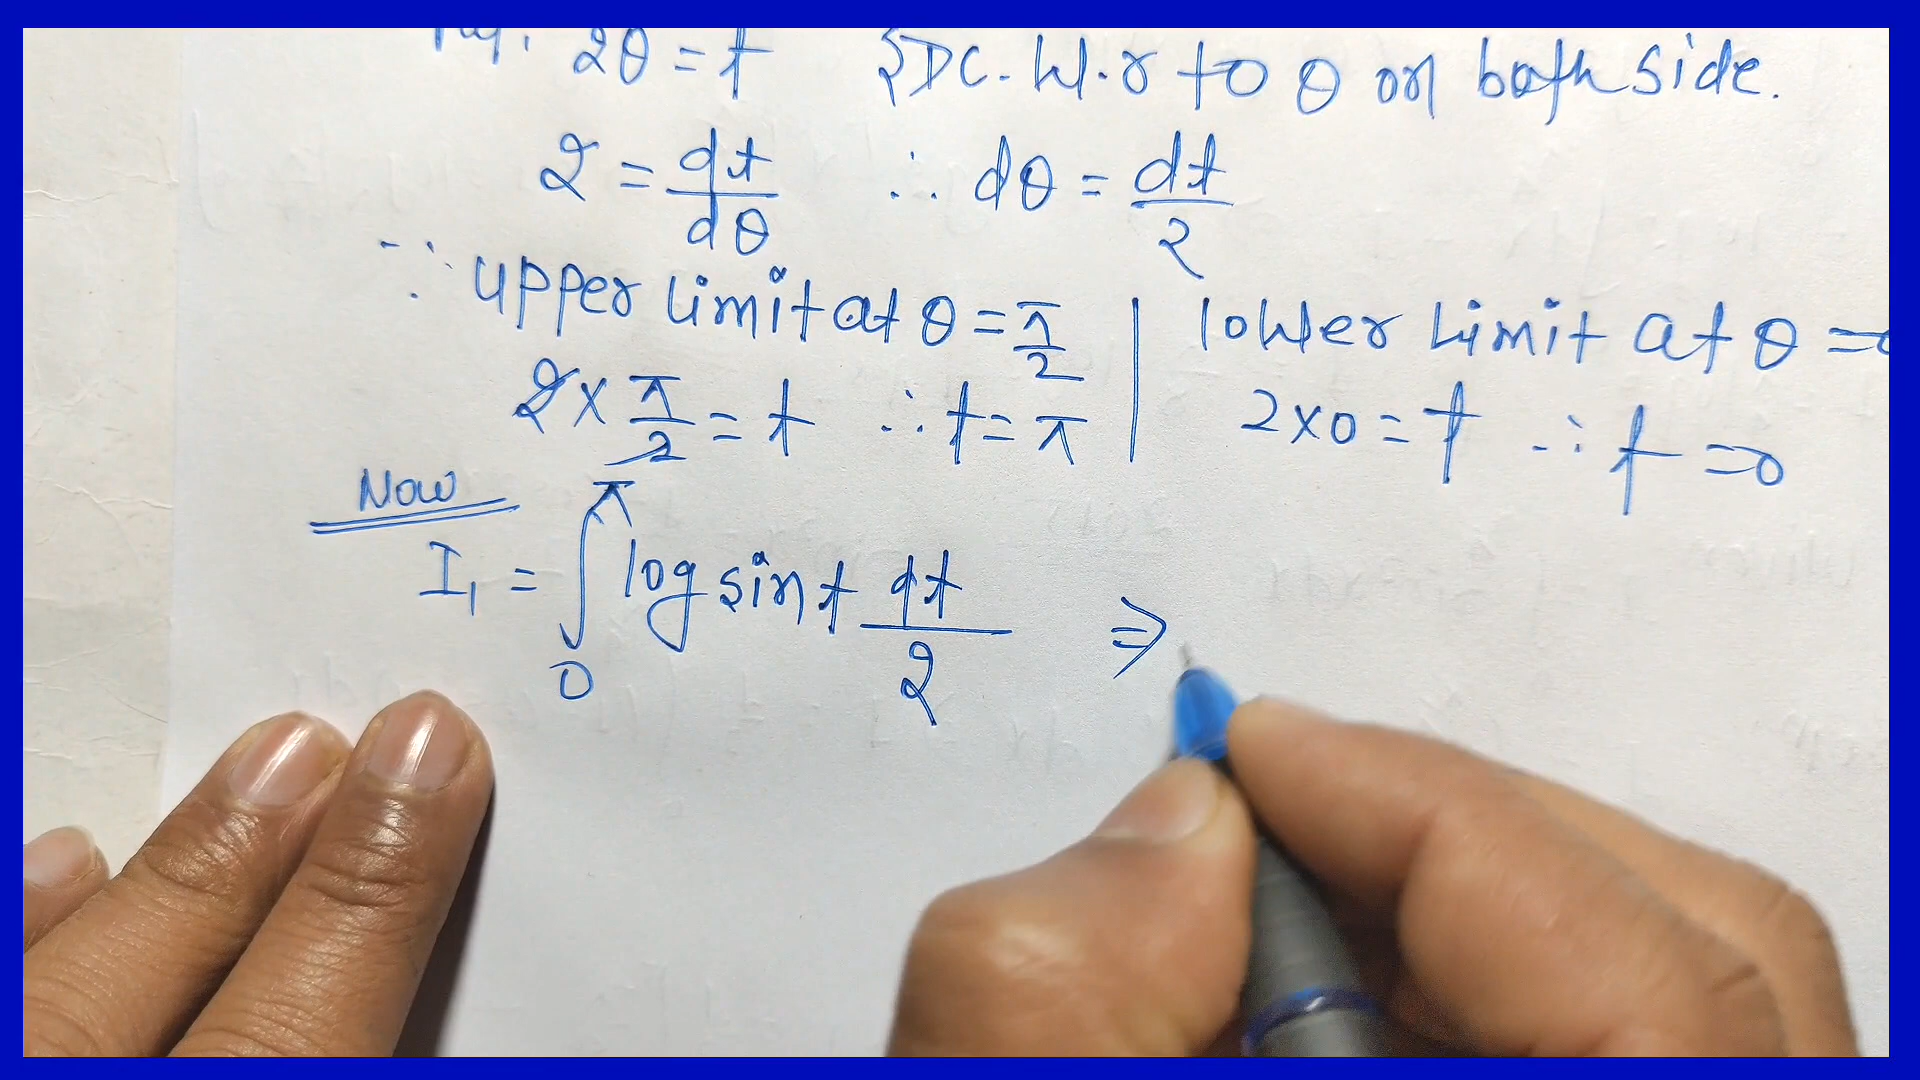 2θ = t {DC. W.r to θ on both side.
2 = dt/dθ ∴ dθ = dt/2
∵ upper limit at θ = π/2 | lower limit at θ =0
2 × π/2 = t ∴ t = π | 2×0 = t ∴ t =0
Now
I₁ = ∫₀^π log sin t dt/2 ⇒